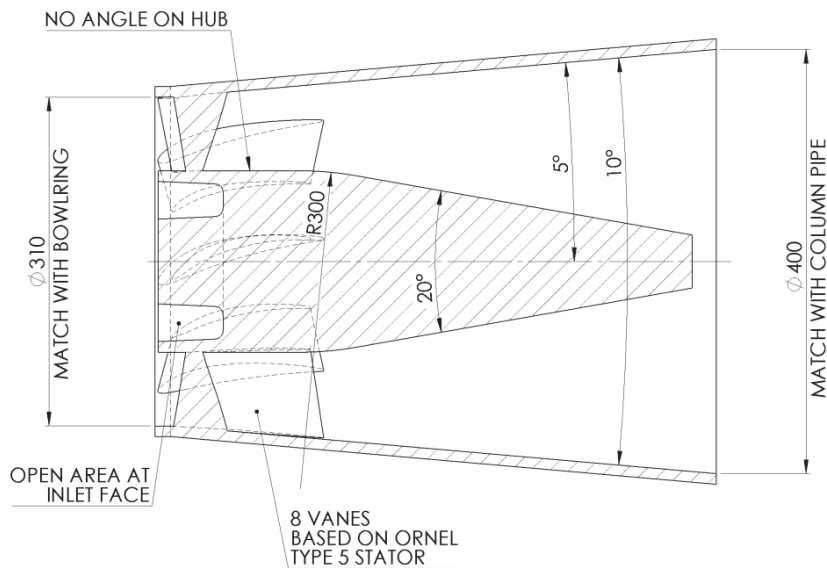 NO ANGLE ON HUB
⌀310
MATCH WITH BOWLRING
R300
20°
5°
10°
⌀400
MATCH WITH COLUMN PIPE
OPEN AREA AT
INLET FACE
8 VANES
BASED ON ORNEL
TYPE 5 STATOR